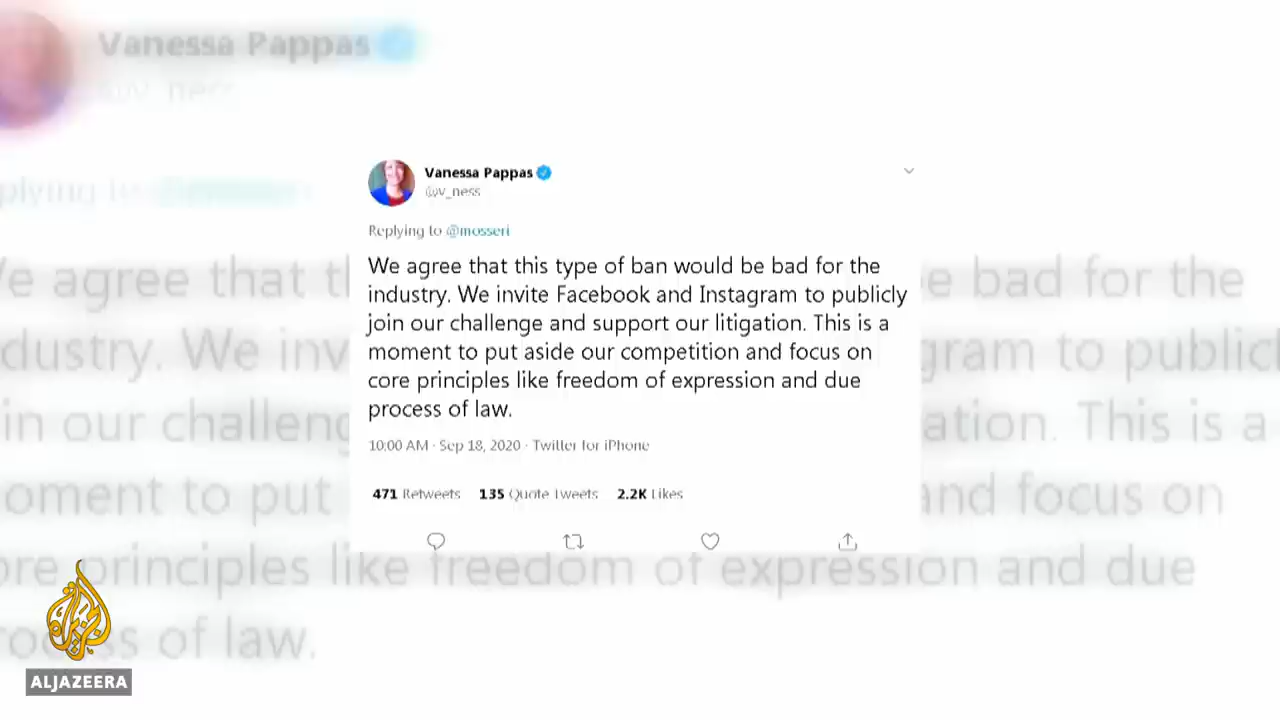 Vanessa Pappas
Vanessa Pappas
@v_ness
Replying to @mosseri
We agree that this type of ban would be bad for the
industry. We invite Facebook and Instagram to publicly
join our challenge and support our litigation. This is a
moment to put aside our competition and focus on
core principles like freedom of expression and due
process of law.
10:00 AM · Sep 18, 2020 · Twitter for iPhone
471 Retweets 135 Quote Tweets 2.2K Likes
ALJAZEERA